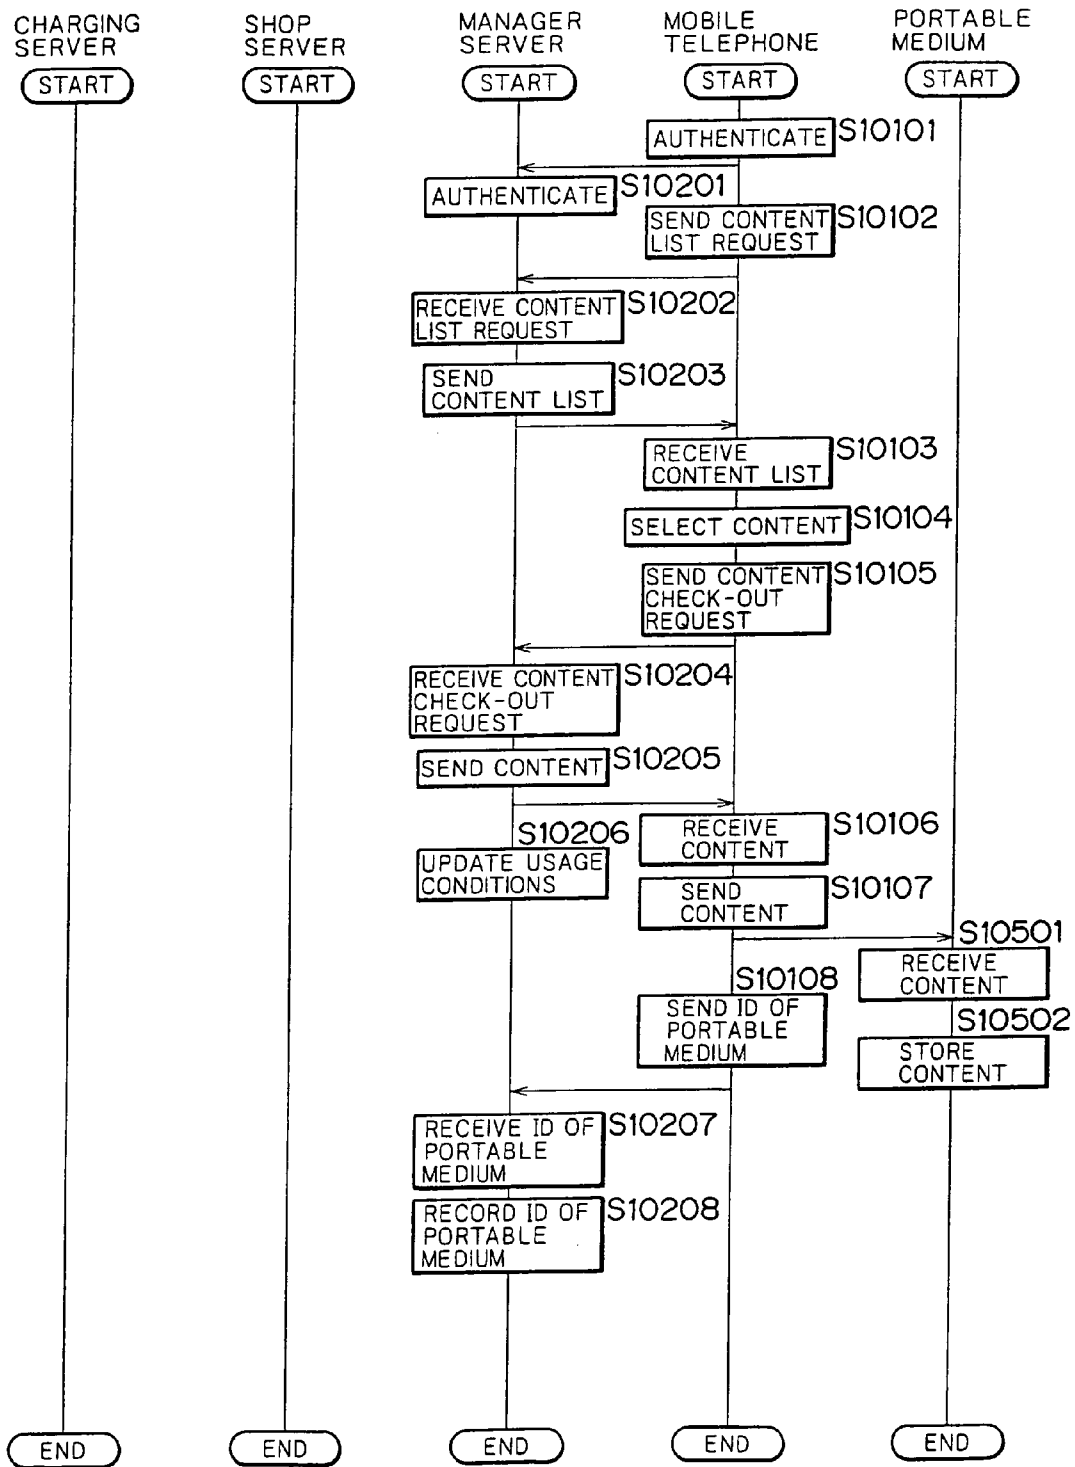 CHARGING
SERVER
SHOP
SERVER
MANAGER
SERVER
MOBILE
TELEPHONE
PORTABLE
MEDIUM
START
START
START
START
START
AUTHENTICATE
S10101
AUTHENTICATE
S10201
SEND CONTENT
LIST REQUEST
S10102
RECEIVE CONTENT
LIST REQUEST
S10202
SEND
CONTENT LIST
S10203
RECEIVE
CONTENT LIST
S10103
SELECT CONTENT
S10104
SEND CONTENT
CHECK-OUT
REQUEST
S10105
RECEIVE CONTENT
CHECK-OUT
REQUEST
S10204
SEND CONTENT
S10205
RECEIVE
CONTENT
S10106
S10206
UPDATE USAGE
CONDITIONS
SEND
CONTENT
S10107
S10501
RECEIVE
CONTENT
S10108
SEND ID OF
PORTABLE
MEDIUM
S10502
STORE
CONTENT
RECEIVE ID OF
PORTABLE
MEDIUM
S10207
RECORD ID OF
PORTABLE
MEDIUM
S10208
END
END
END
END
END